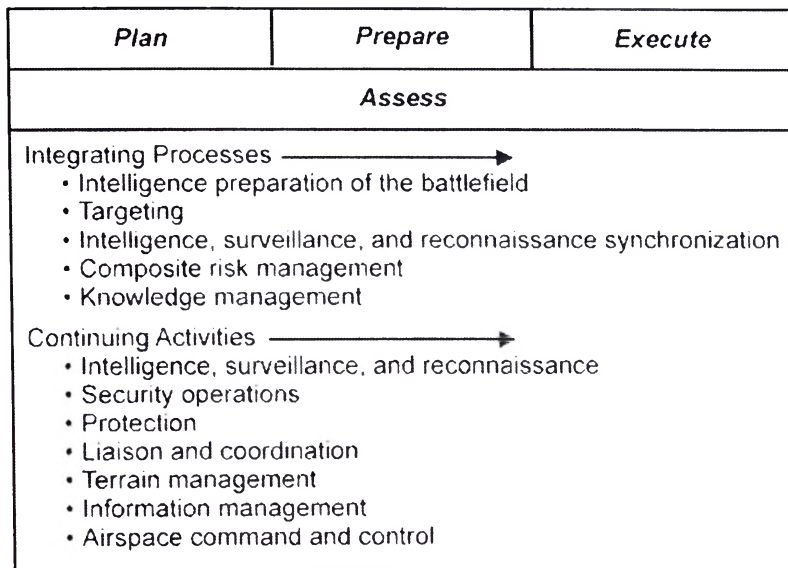 Plan Prepare Execute
Assess
Integrating Processes
• Intelligence preparation of the battlefield
• Targeting
• Intelligence, surveillance, and reconnaissance synchronization
• Composite risk management
• Knowledge management
Continuing Activities
• Intelligence, surveillance, and reconnaissance
• Security operations
• Protection
• Liaison and coordination
• Terrain management
• Information management
• Airspace command and control